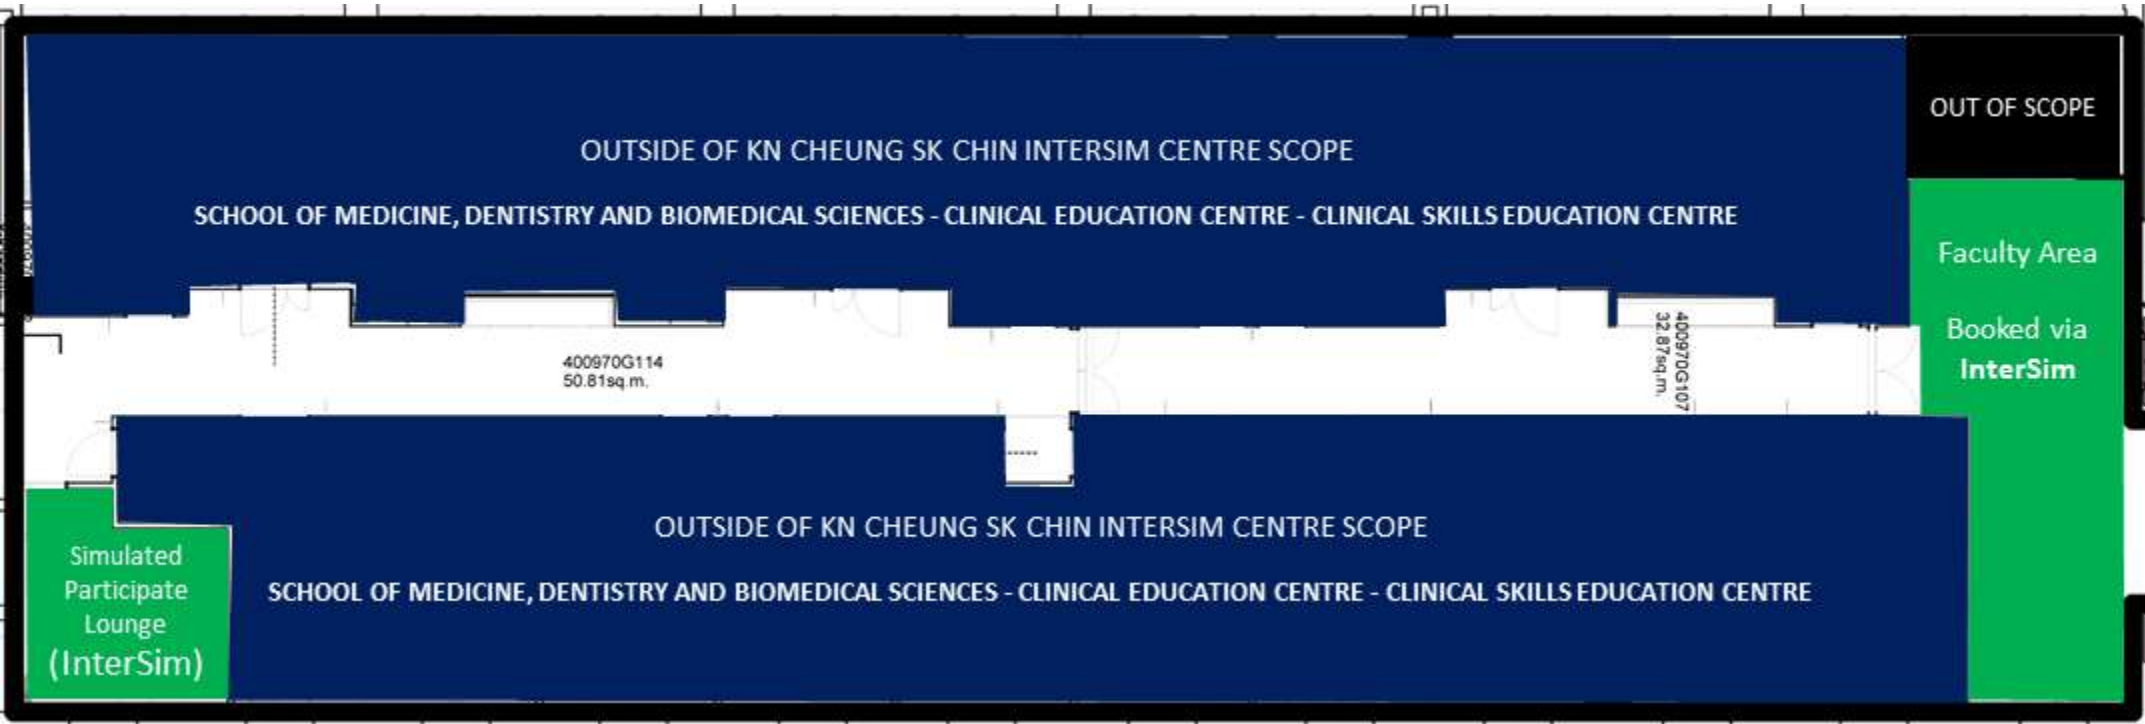 OUT OF SCOPE
OUTSIDE OF KN CHEUNG SK CHIN INTERSIM CENTRE SCOPE
SCHOOL OF MEDICINE, DENTISTRY AND BIOMEDICAL SCIENCES - CLINICAL EDUCATION CENTRE - CLINICAL SKILLS EDUCATION CENTRE
Faculty Area
Booked via
InterSim
400970G114
50.81sq.m.
400970G107
32.87sq.m.
OUTSIDE OF KN CHEUNG SK CHIN INTERSIM CENTRE SCOPE
SCHOOL OF MEDICINE, DENTISTRY AND BIOMEDICAL SCIENCES - CLINICAL EDUCATION CENTRE - CLINICAL SKILLS EDUCATION CENTRE
Simulated
Participate
Lounge
(InterSim)